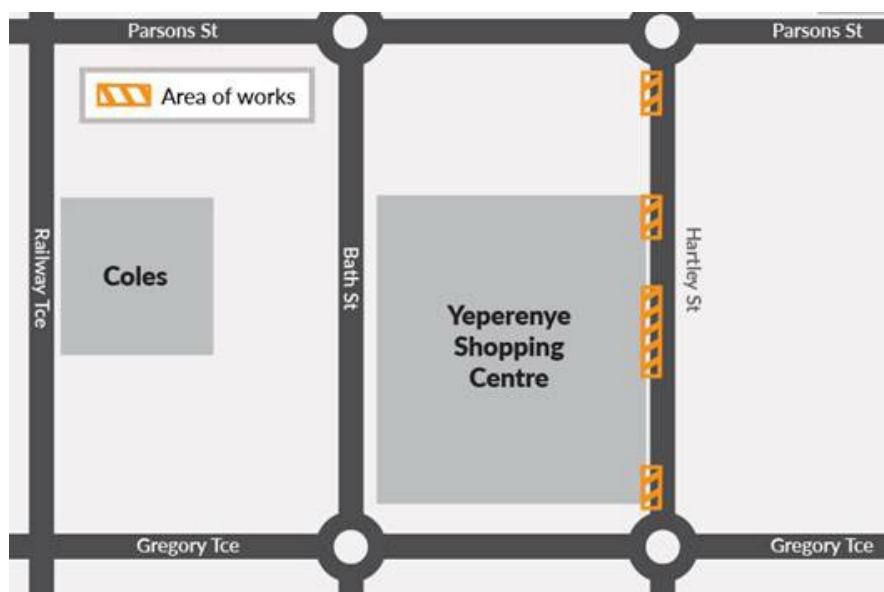 Parsons St
Parsons St
Area of works
Railway Tce
Coles
Bath St
Yeperenye
Shopping
Centre
Hartley St
Gregory Tce
Gregory Tce